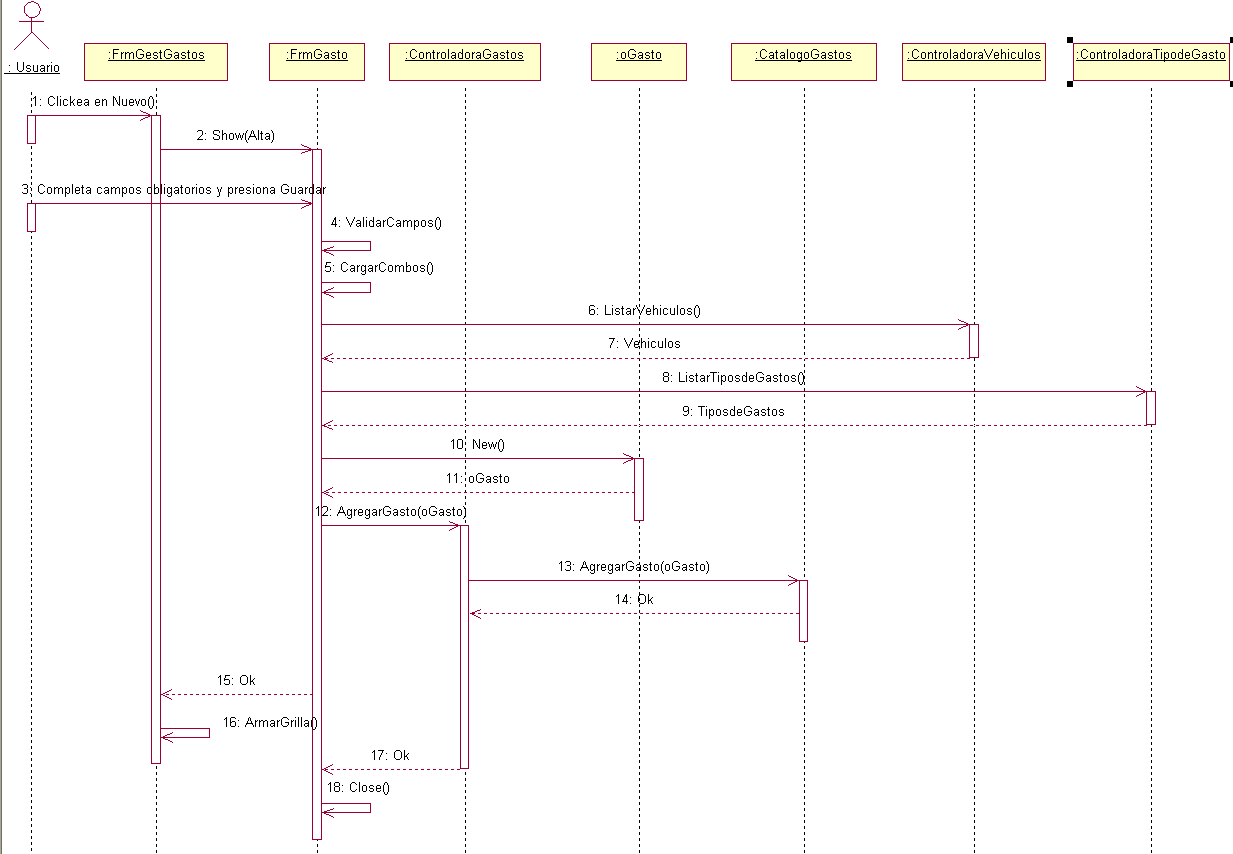 : Usuario
:FrmGestGastos
:FrmGasto
:ControladoraGastos
:oGasto
:CatalogoGastos
:ControladoraVehiculos
:ControladoraTipodeGasto
1: Clickea en Nuevo()
2: Show(Alta)
3: Completa campos obligatorios y presiona Guardar
4: ValidarCampos()
5: CargarCombos()
6: ListarVehiculos()
7: Vehiculos
8: ListarTiposdeGastos()
9: TiposdeGastos
10: New()
11: oGasto
12: AgregarGasto(oGasto)
13: AgregarGasto(oGasto)
14: Ok
15: Ok
16: ArmarGrilla()
17: Ok
18: Close()